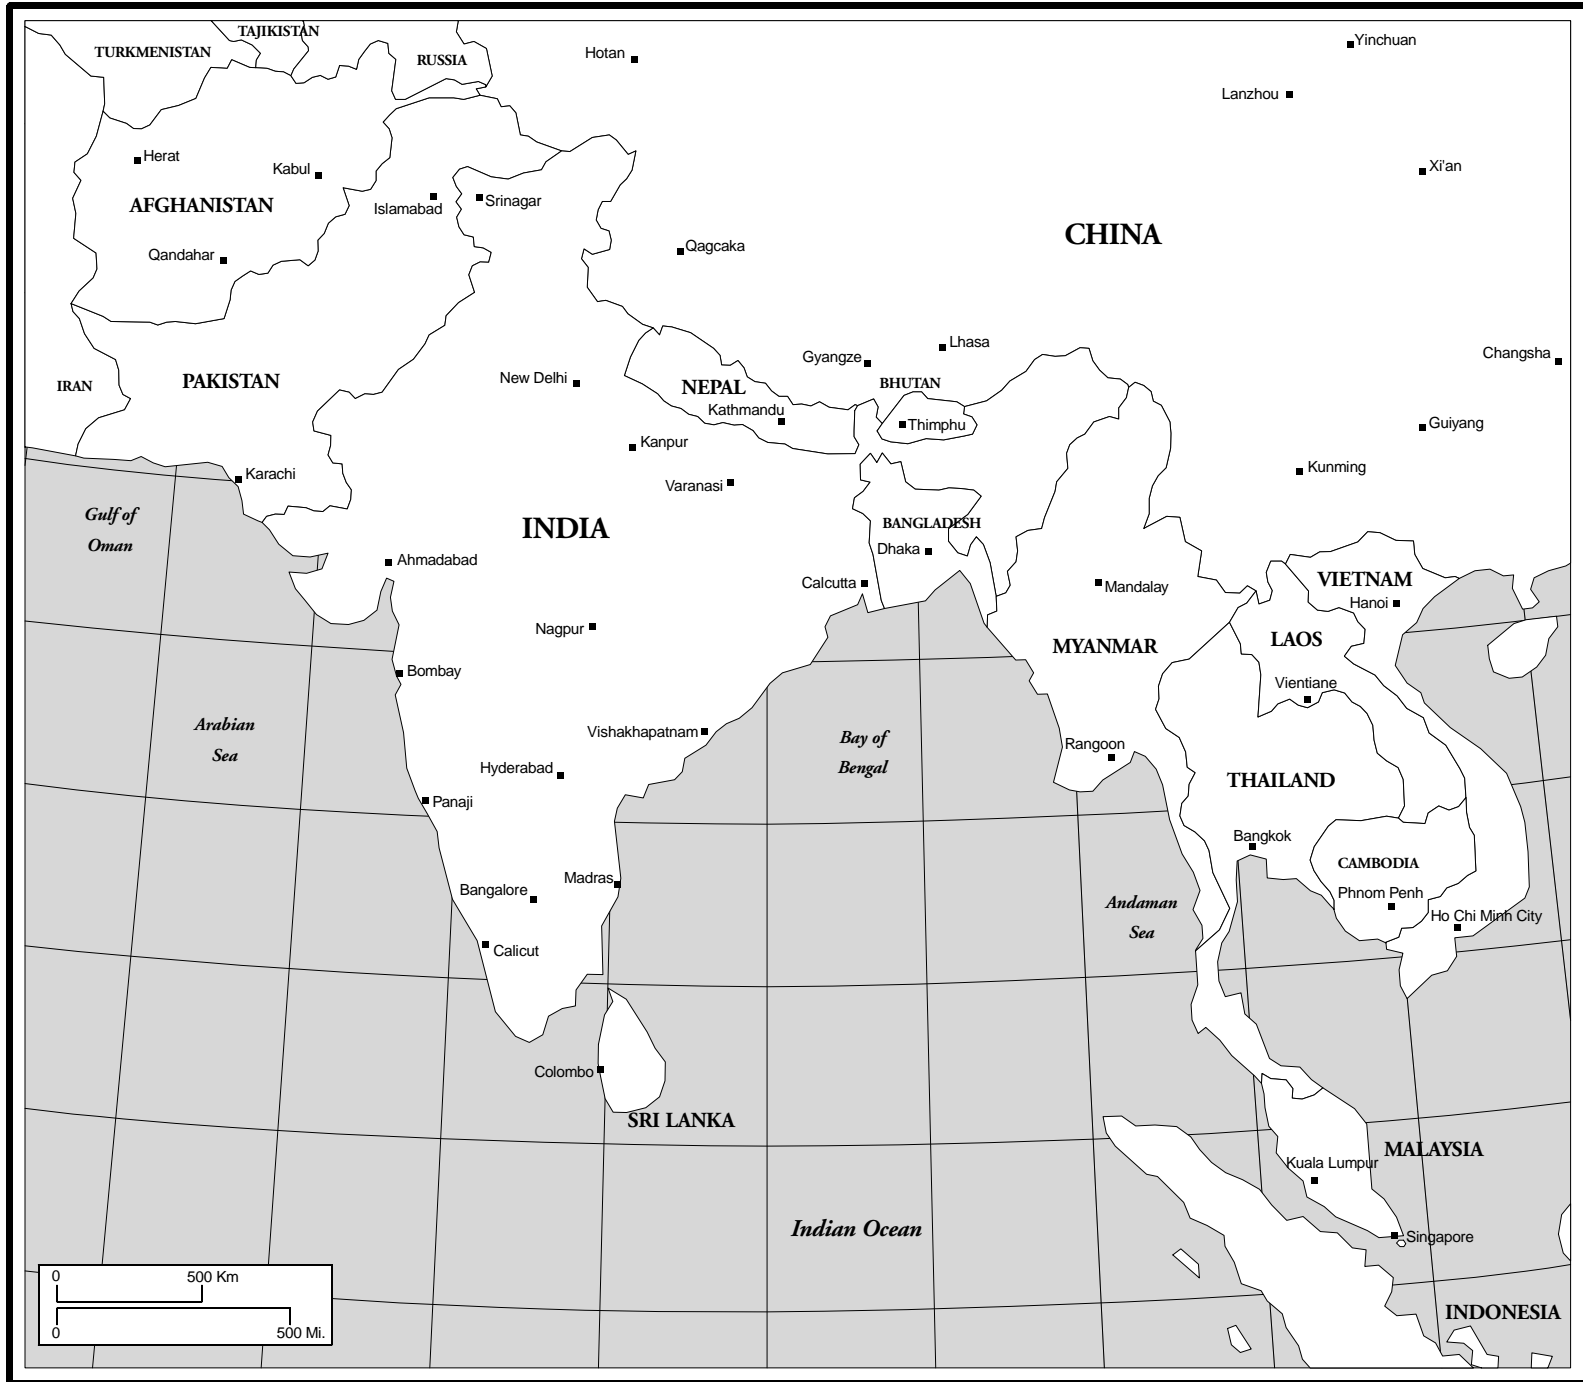 TAJIKISTAN
TURKMENISTAN
RUSSIA
Hotan
Yinchuan
Lanzhou
Herat
Kabul
Xi'an
AFGHANISTAN
Islamabad
Srinagar
CHINA
Qandahar
Qagcaka
Lhasa
Gyangze
Changsha
IRAN
PAKISTAN
New Delhi
NEPAL
BHUTAN
Kathmandu
Thimphu
Guiyang
Kanpur
Kunming
Karachi
Varanasi
Gulf of
Oman
INDIA
BANGLADESH
Dhaka
Ahmadabad
Calcutta
Mandalay
VIETNAM
Hanoi
Nagpur
MYANMAR
LAOS
Bombay
Vientiane
Arabian
Sea
Vishakhapatnam
Bay of
Bengal
Rangoon
Hyderabad
THAILAND
Panaji
Bangkok
CAMBODIA
Madras
Bangalore
Phnom Penh
Andaman
Sea
Ho Chi Minh City
Calicut
Colombo
SRI LANKA
MALAYSIA
Kuala Lumpur
Indian Ocean
Singapore
0 500 Km
0 500 Mi.
INDONESIA